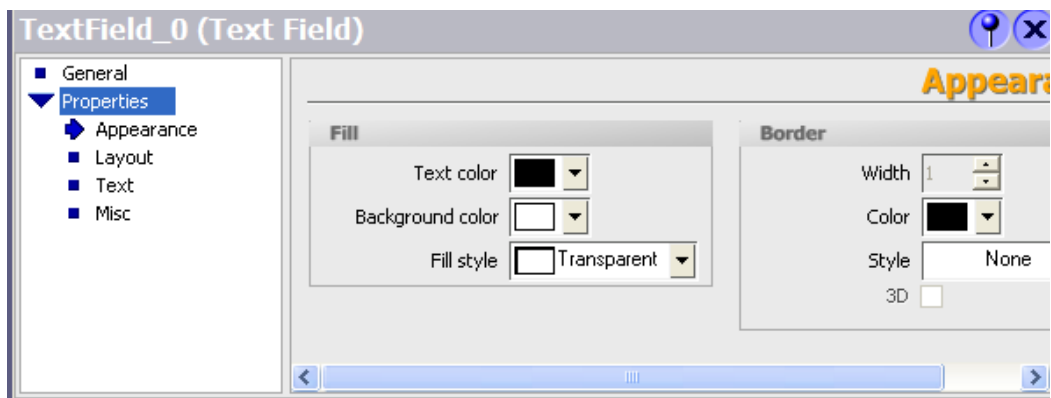 TextField_0 (Text Field)
General
Properties
Appearance
Layout
Text
Misc
Fill
Text color
Background color
Fill style Transparent
Border
Width 1
Color
Style None
3D